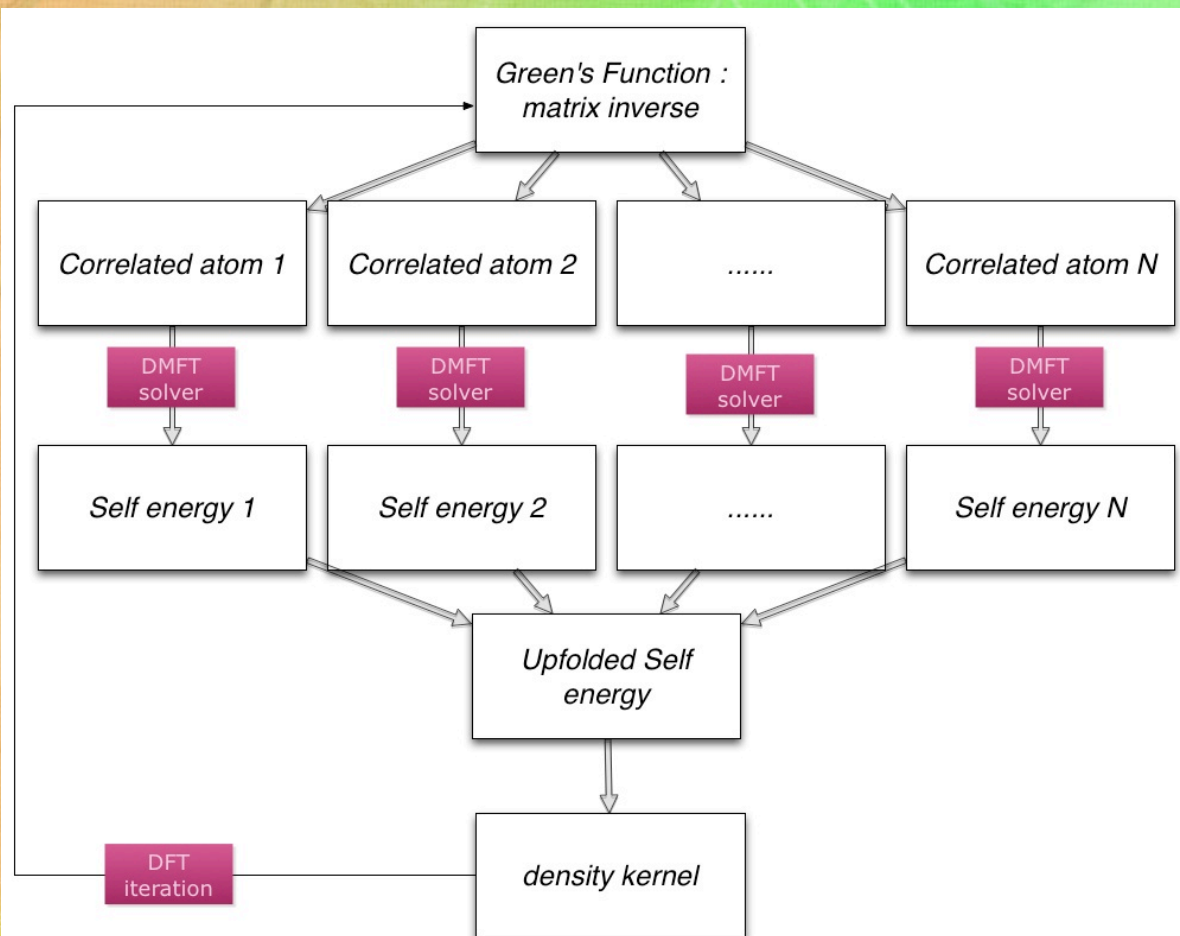 Green's Function :
matrix inverse
Correlated atom 1
Correlated atom 2
......
Correlated atom N
DMFT
solver
DMFT
solver
DMFT
solver
DMFT
solver
Self energy 1
Self energy 2
......
Self energy N
Upfolded Self
energy
DFT
iteration
density kernel